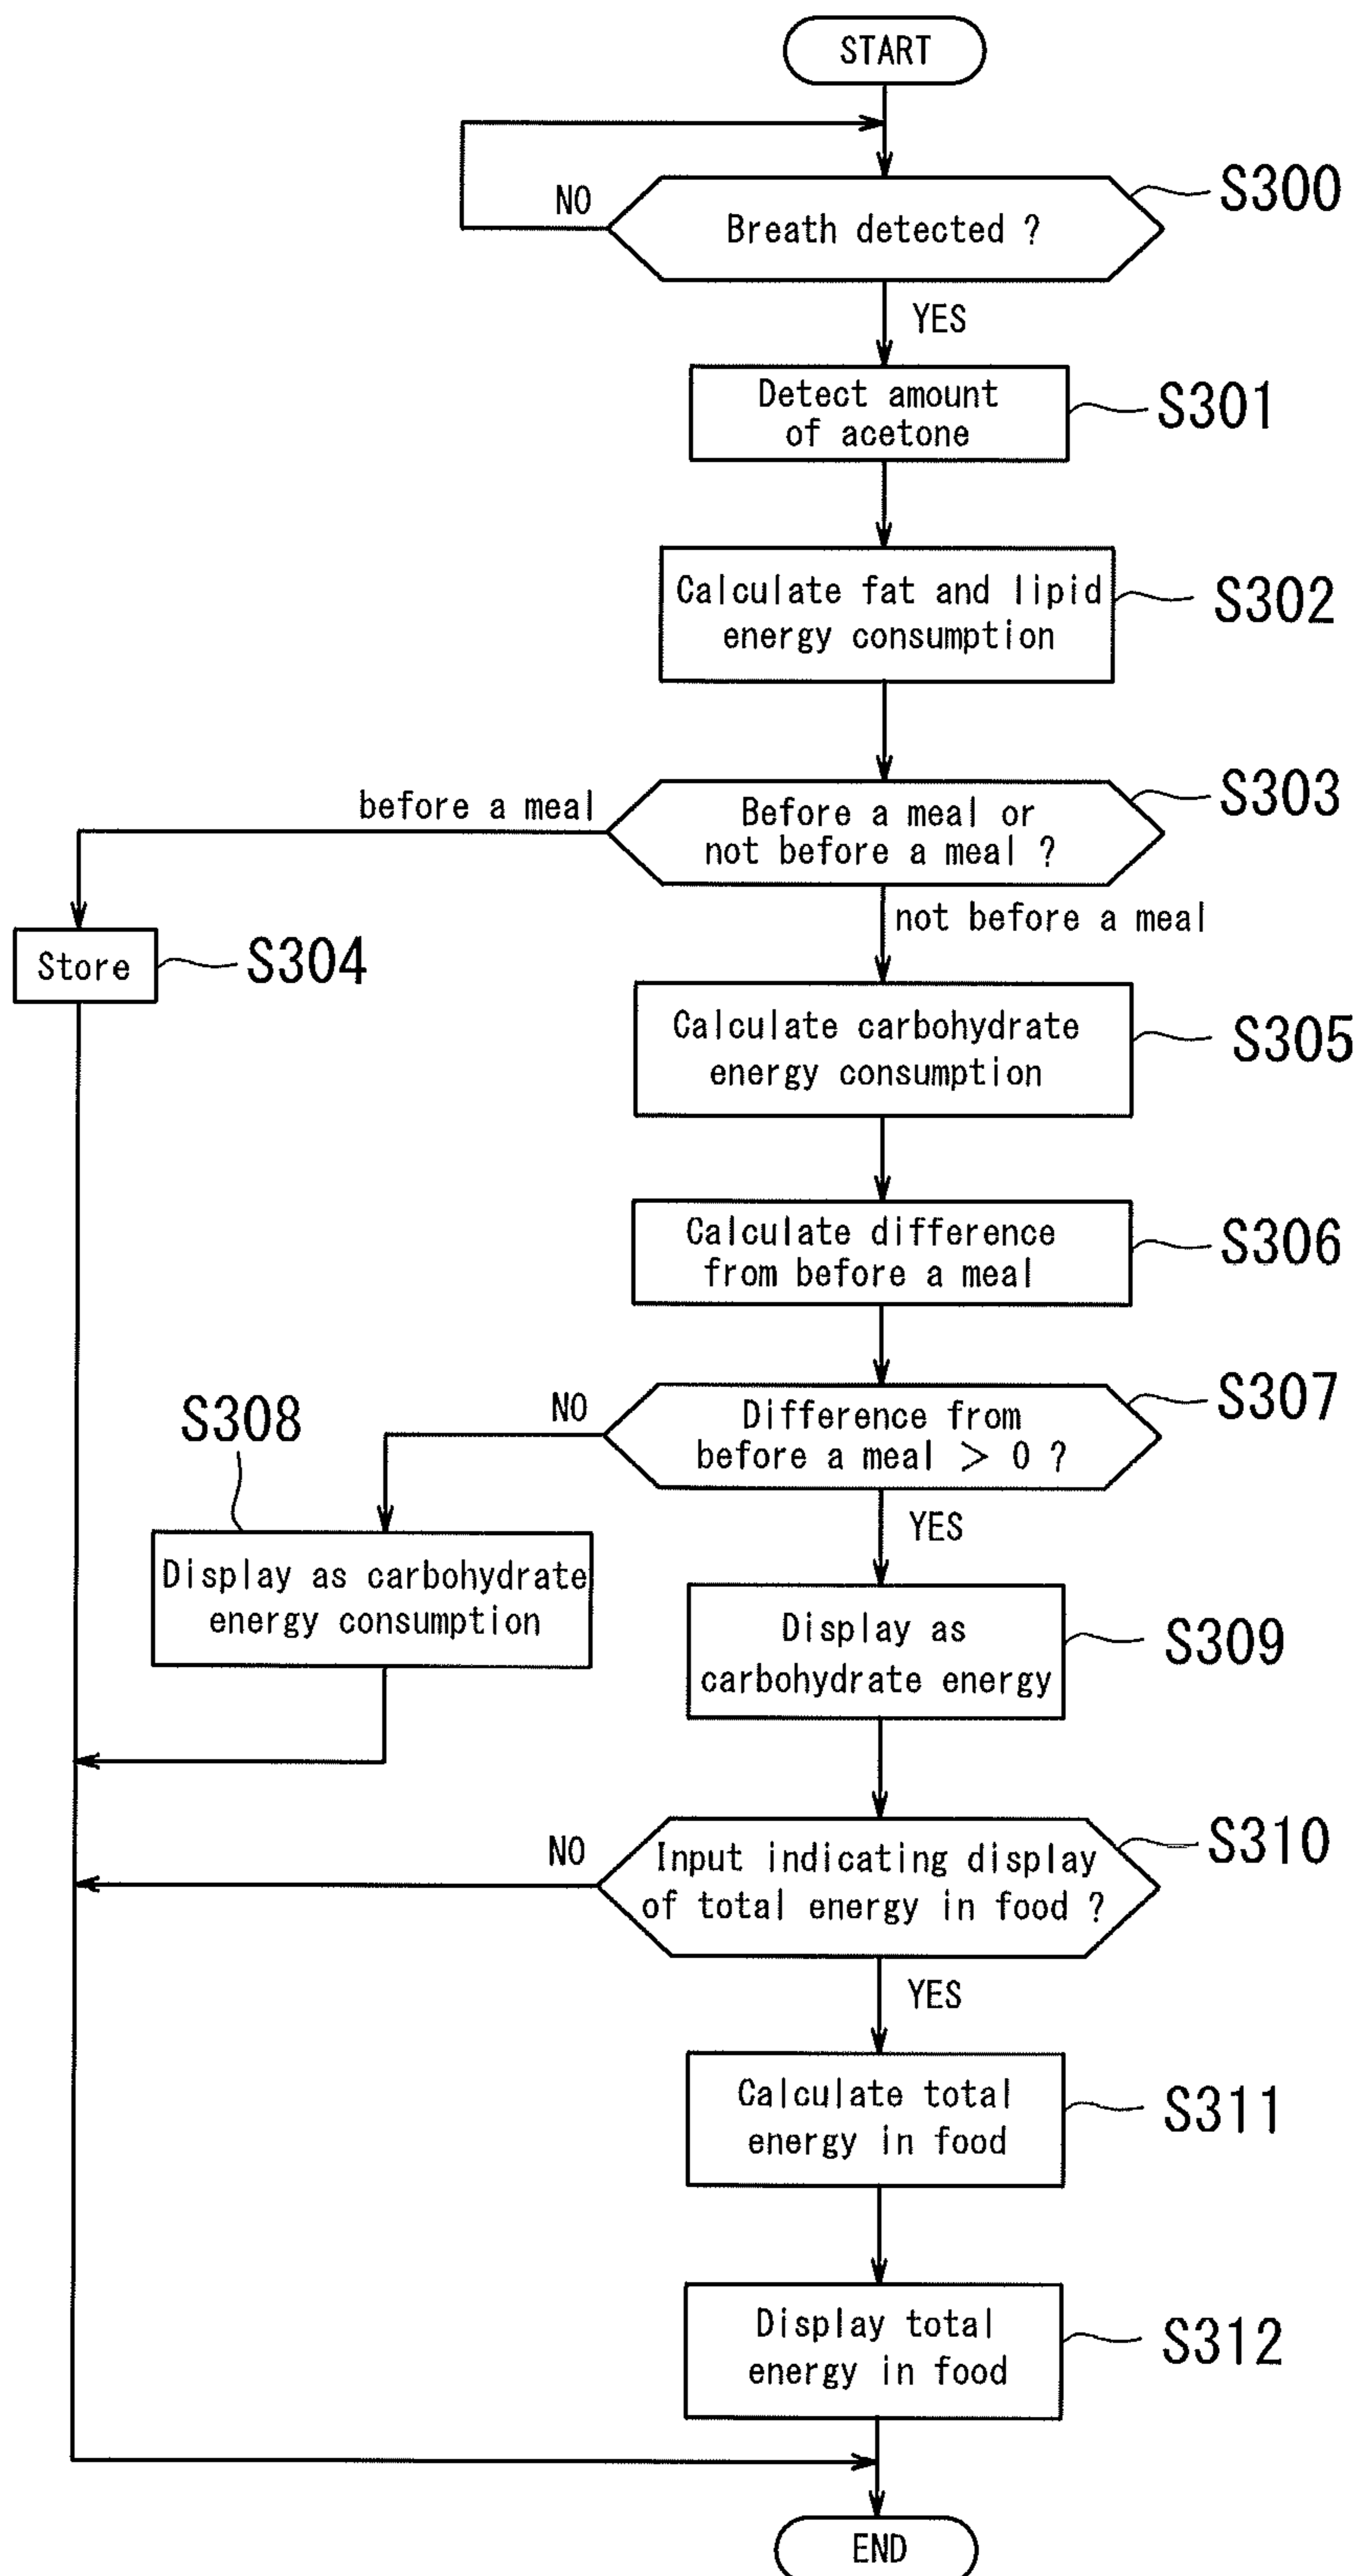 START
NO
S300
Breath detected ?
YES
Detect amount
of acetone
S301
Calculate fat and lipid
energy consumption
S302
before a meal
Before a meal or
not before a meal ?
S303
not before a meal
Store
S304
Calculate carbohydrate
energy consumption
S305
Calculate difference
from before a meal
S306
S308
NO
Difference from
before a meal > 0 ?
S307
YES
Display as carbohydrate
energy consumption
Display as
carbohydrate energy
S309
NO
Input indicating display
of total energy in food ?
S310
YES
Calculate total
energy in food
S311
Display total
energy in food
S312
END